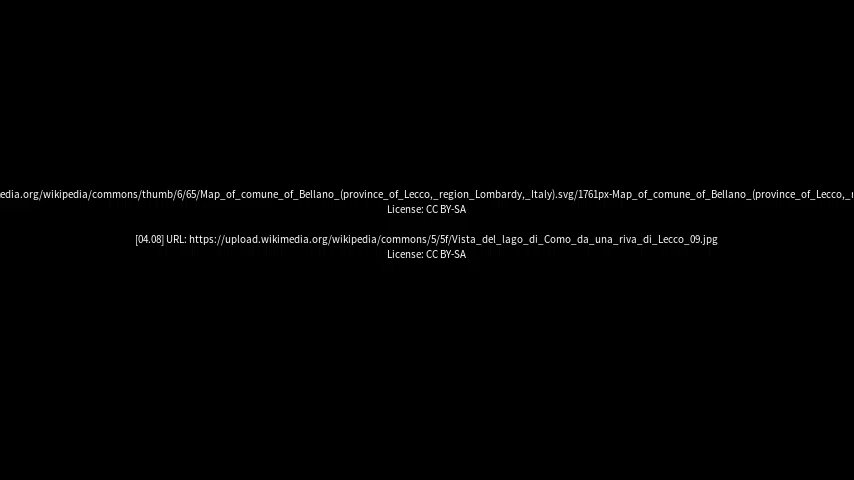 edia.org/wikipedia/commons/thumb/6/65/Map_of_comune_of_Bellano_(province_of_Lecco,_region_Lombardy,_Italy).svg/1761px-Map_of_comune_of_Bellano_(province_of_Lecco,_r
License: CC BY-SA
[04.08] URL: https://upload.wikimedia.org/wikipedia/commons/5/5f/Vista_del_lago_di_Como_da_una_riva_di_Lecco_09.jpg
License: CC BY-SA